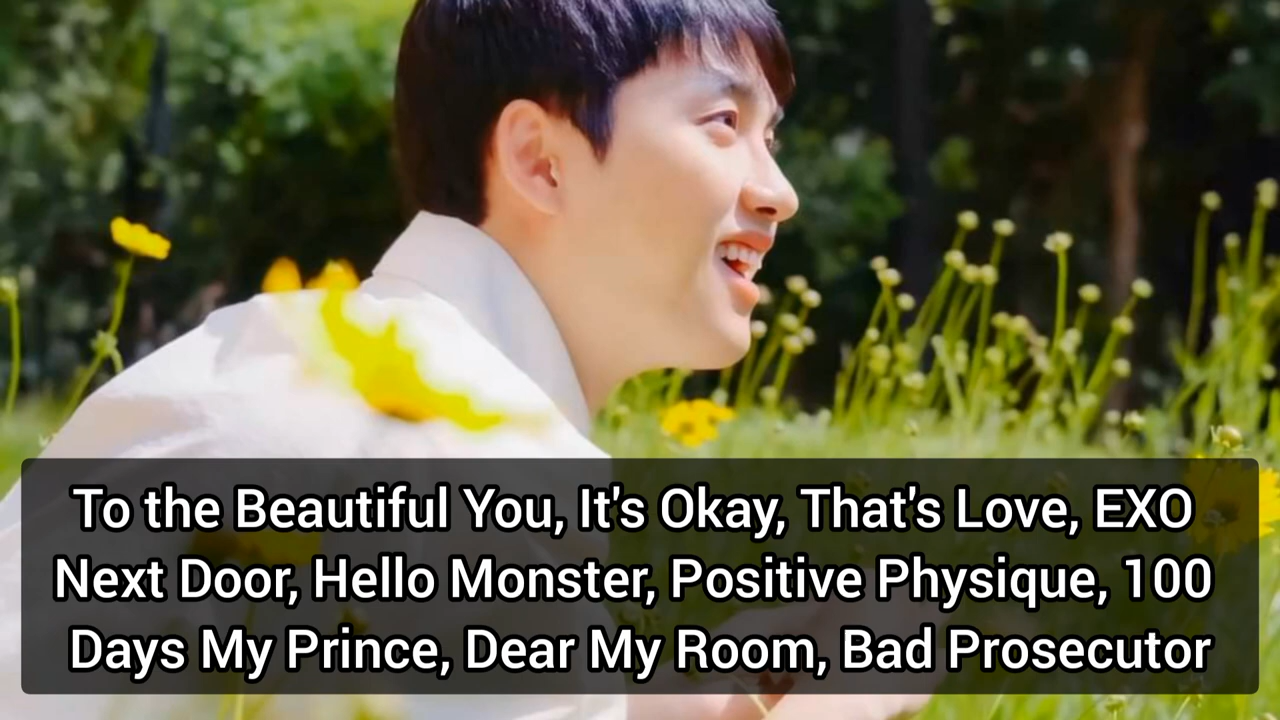 To the Beautiful You, It's Okay, That's Love, EXO
Next Door, Hello Monster, Positive Physique, 100
Days My Prince, Dear My Room, Bad Prosecutor